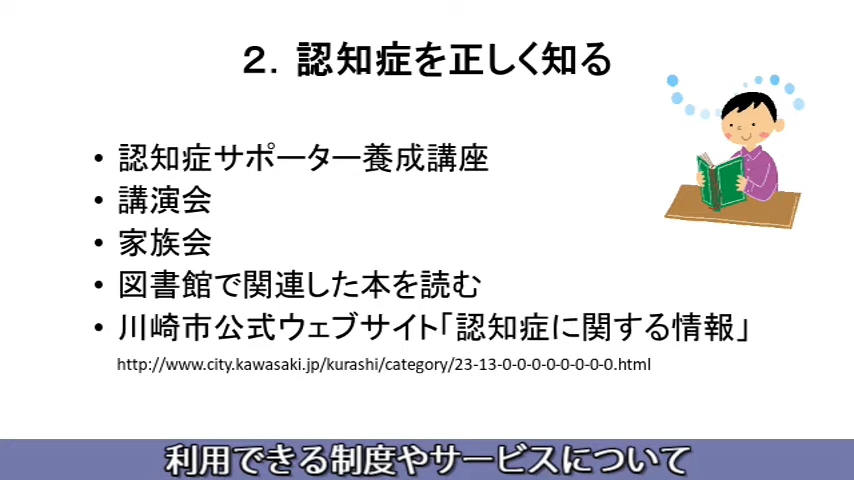 ２．認知症を正しく知る
• 認知症サポーター養成講座
• 講演会
• 家族会
• 図書館で関連した本を読む
• 川崎市公式ウェブサイト「認知症に関する情報」
http://www.city.kawasaki.jp/kurashi/category/23-13-0-0-0-0-0-0-0-0.html
利用できる制度やサービスについて